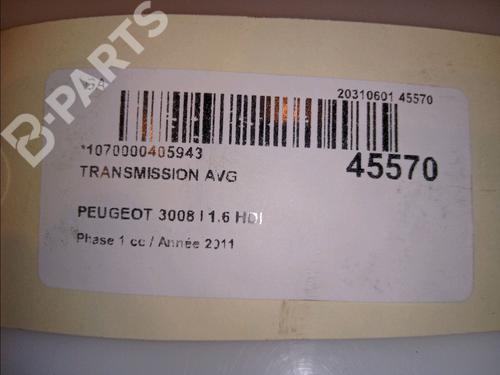 B-PARTS
20310601 45570
*1070000405943
45570
TRANSMISSION AVG
PEUGEOT 3008 I 1.6 HDI
Phase 1 cc / Année 2011